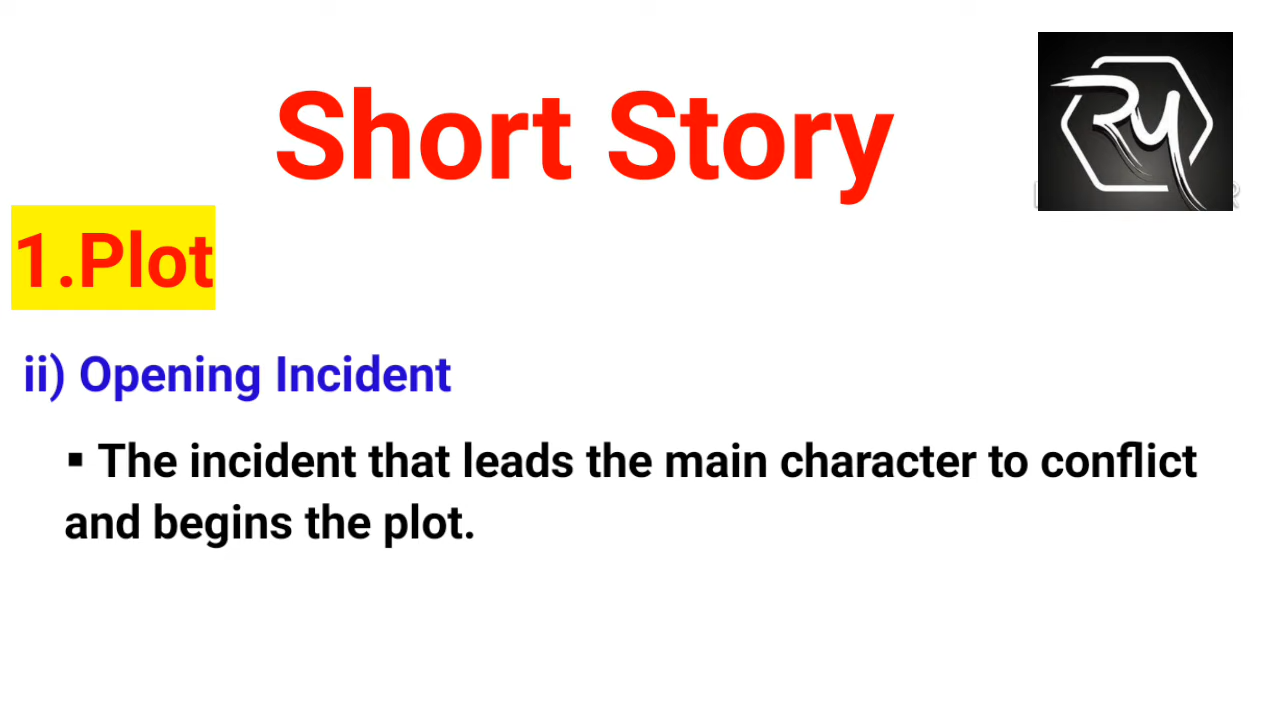 Short Story
RY
1.Plot
ii) Opening Incident
▪ The incident that leads the main character to conflict
and begins the plot.